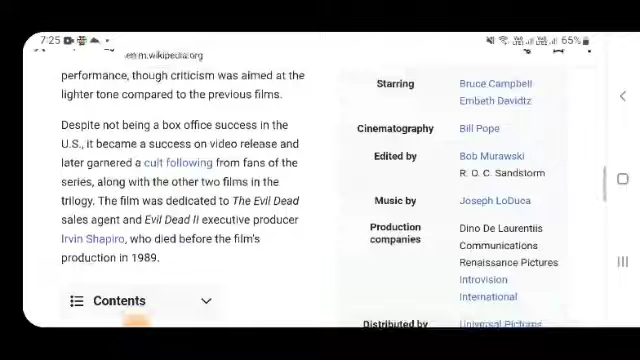 7:25
65%
en.m.wikipedia.org
performance, though criticism was aimed at the
lighter tone compared to the previous films.
Despite not being a box office success in the
U.S., it became a success on video release and
later garnered a cult following from fans of the
series, along with the other two films in the
trilogy. The film was dedicated to The Evil Dead
sales agent and Evil Dead II executive producer
Irvin Shapiro, who died before the film's
production in 1989.
Contents
Starring
Bruce Campbell
Embeth Davidtz
Cinematography
Bill Pope
Edited by
Bob Murawski
R. O. C. Sandstorm
Music by
Joseph LoDuca
Production
companies
Dino De Laurentiis
Communications
Renaissance Pictures
Introvision
International
Distributed by
Universal Pictures